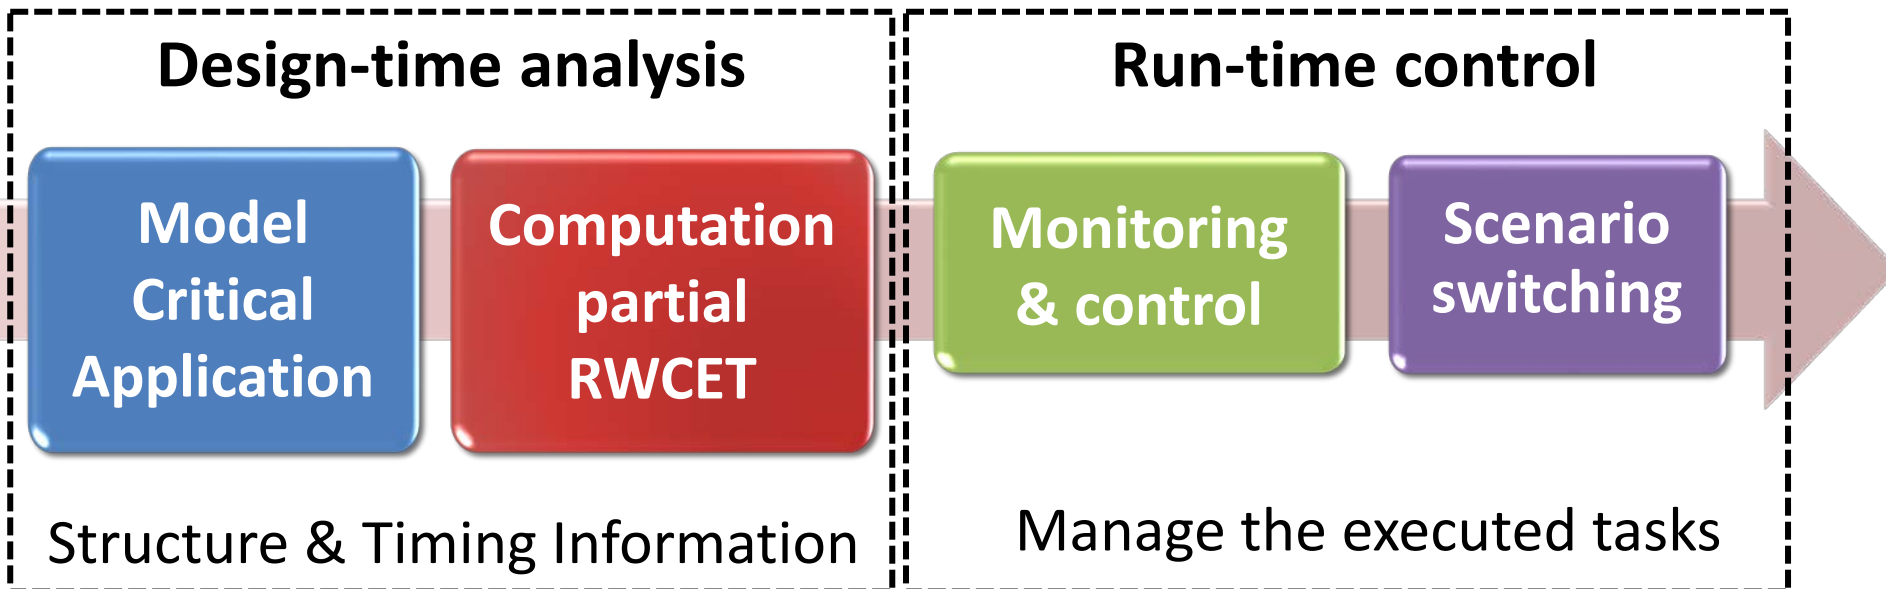 Design-time analysis
Model
Critical
Application
Computation
partial
RWCET
Structure & Timing Information
Run-time control
Monitoring
& control
Scenario
switching
Manage the executed tasks